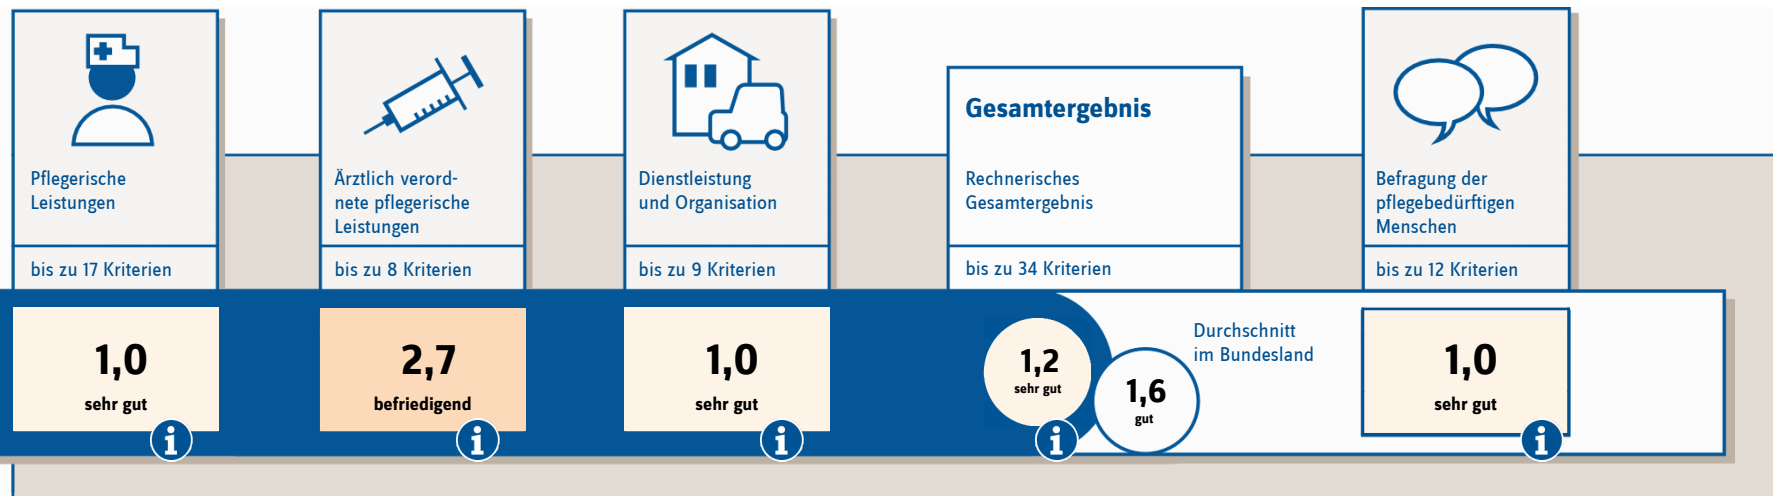 Pflegerische
Leistungen
bis zu 17 Kriterien
1,0
sehr gut
i
Ärztlich verord-
nete pflegerische
Leistungen
bis zu 8 Kriterien
2,7
befriedigend
i
Dienstleistung
und Organisation
bis zu 9 Kriterien
1,0
sehr gut
i
Gesamtergebnis
Rechnerisches
Gesamtergebnis
bis zu 34 Kriterien
1,2
sehr gut
i
1,6
gut
Durchschnitt
im Bundesland
Befragung der
pflegebedürftigen
Menschen
bis zu 12 Kriterien
1,0
sehr gut
i